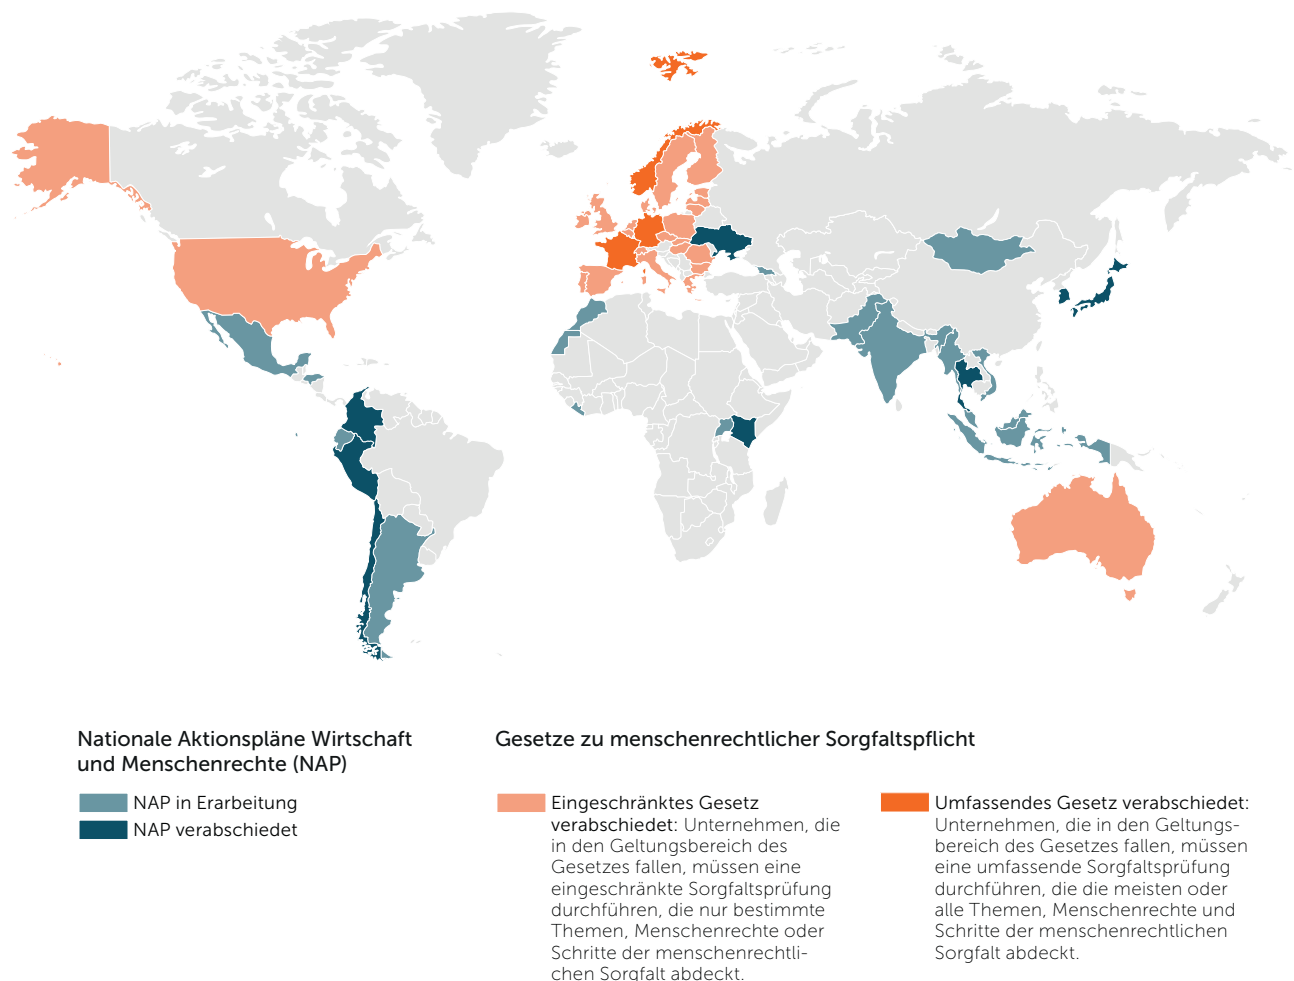 Nationale Aktionspläne Wirtschaft
und Menschenrechte (NAP)
NAP in Erarbeitung
NAP verabschiedet
Gesetze zu menschenrechtlicher Sorgfaltspflicht
Eingeschränktes Gesetz
verabschiedet: Unternehmen, die
in den Geltungsbereich des
Gesetzes fallen, müssen eine
eingeschränkte Sorgfaltsprüfung
durchführen, die nur bestimmte
Themen, Menschenrechte oder
Schritte der menschenrechtli-
chen Sorgfalt abdeckt.
Umfassendes Gesetz verabschiedet:
Unternehmen, die in den Geltungs-
bereich des Gesetzes fallen, müssen
eine umfassende Sorgfaltsprüfung
durchführen, die die meisten oder
alle Themen, Menschenrechte und
Schritte der menschenrechtlichen
Sorgfalt abdeckt.